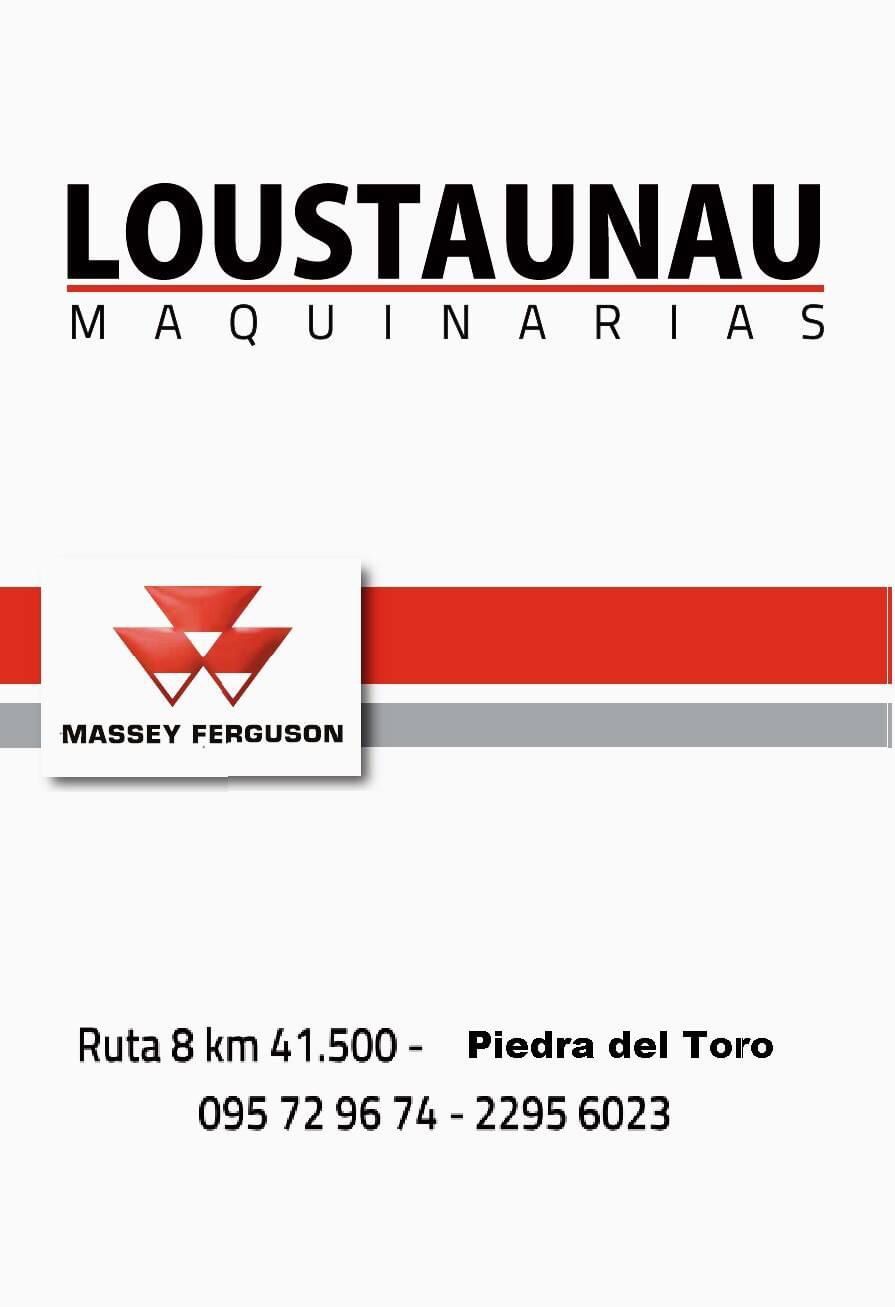 LOUSTAUNAU
MAQUINARIAS
MASSEY FERGUSON
Ruta 8 km 41.500 - Piedra del Toro
095 72 96 74 - 2295 6023